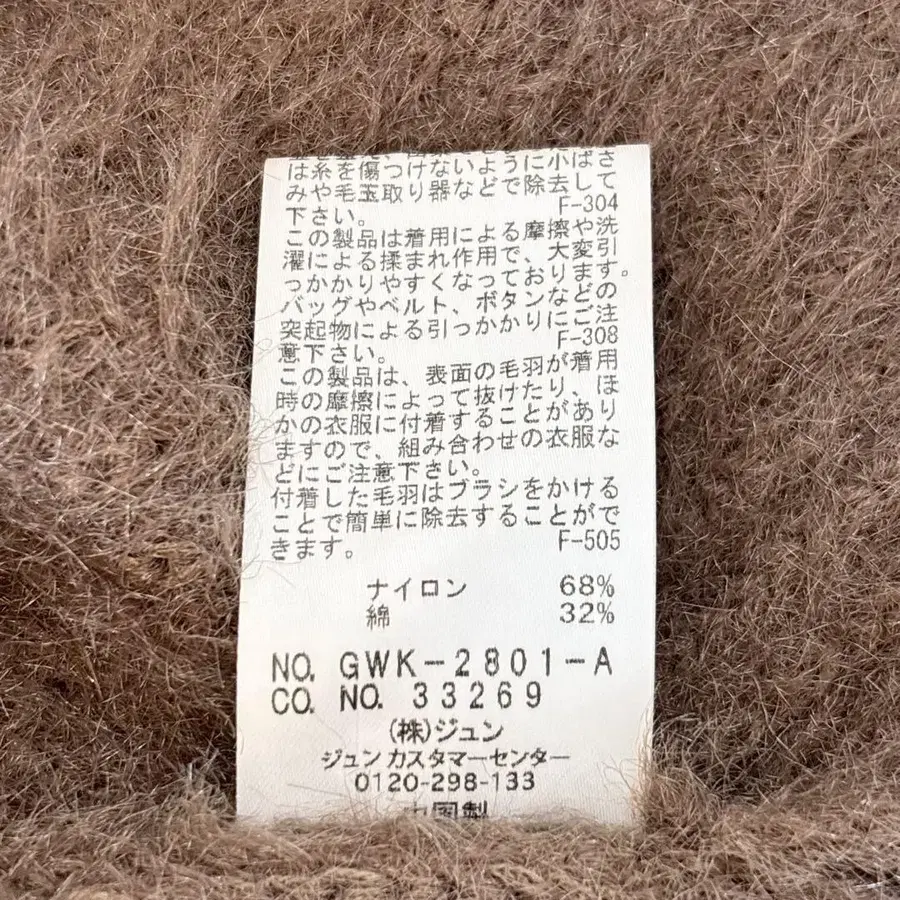 は糸を傷つけないように小ばさ
みや毛玉取り器などで除去して
下さい。 F-304
この製品は着用による摩擦や洗
濯による揉まれ作用で、大変引
っかかりやすくなっております。
バッグやベルト、ボタンなどの
突起物による引っかかりにご注
意下さい。 F-308
この製品は、表面の毛羽が着用
時の摩擦によって抜けたり、ほ
かの衣服に付着することがあり
ますので、組み合わせの衣服な
どにご注意下さい。
付着した毛羽はブラシをかける
ことで簡単に除去することがで
きます。 F-505
ナイロン 68%
綿 32%
NO. GWK-2801-A
CO. NO. 33269
(株)ジュン
ジュン カスタマーセンター
0120-298-133
中国製